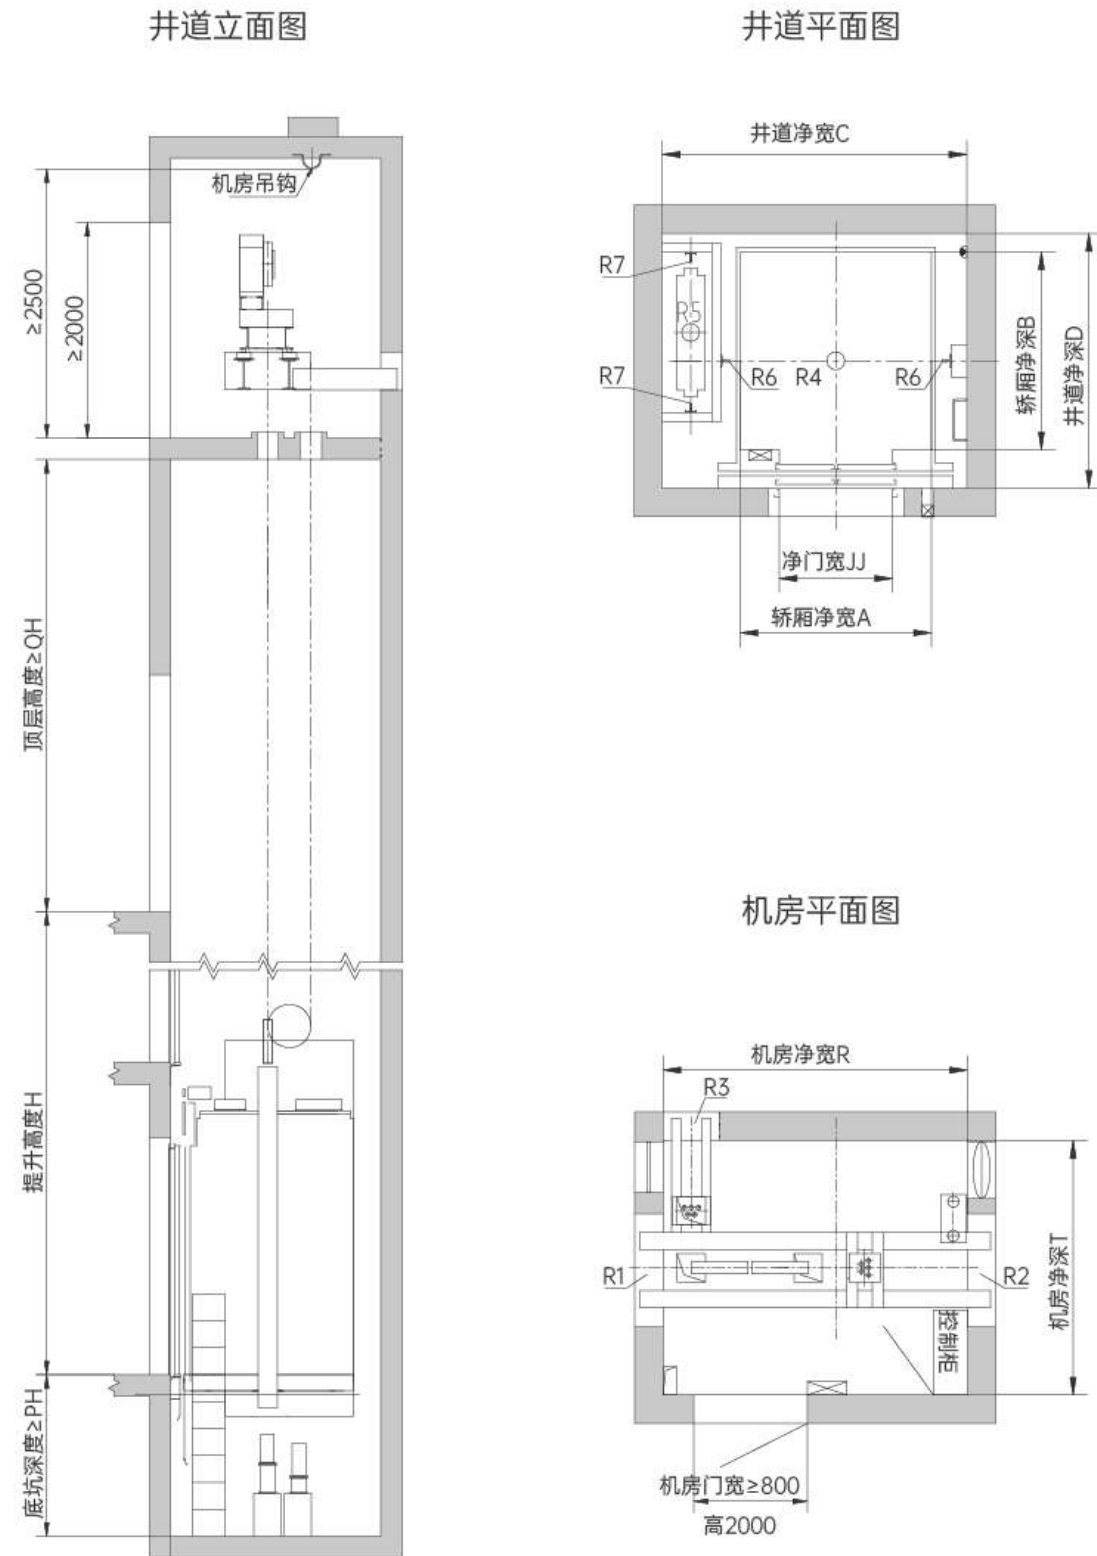 井道立面图
机房吊钩
≥2500
≥2000
顶层高度≥QH
提升高度H
底坑深度≥PH
井道平面图
井道净宽C
R7
R5
R7
R6
R4
R6
轿厢净深B
井道净深D
净门宽JJ
轿厢净宽A
机房平面图
机房净宽R
R3
R1
R2
机房净深T
控制柜
机房门宽≥800
高2000